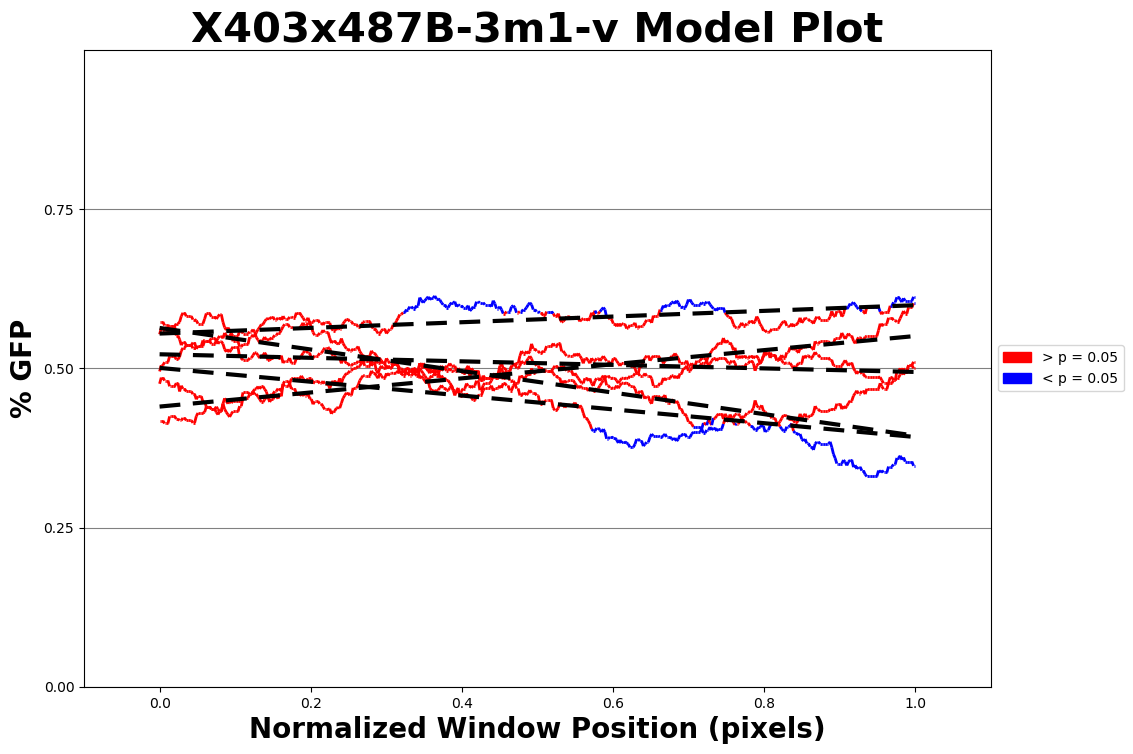 X403x487B-3m1-v Model Plot
% GFP
0.75
0.50
0.25
0.00
0.0 0.2 0.4 0.6 0.8 1.0
Normalized Window Position (pixels)
> p = 0.05
< p = 0.05